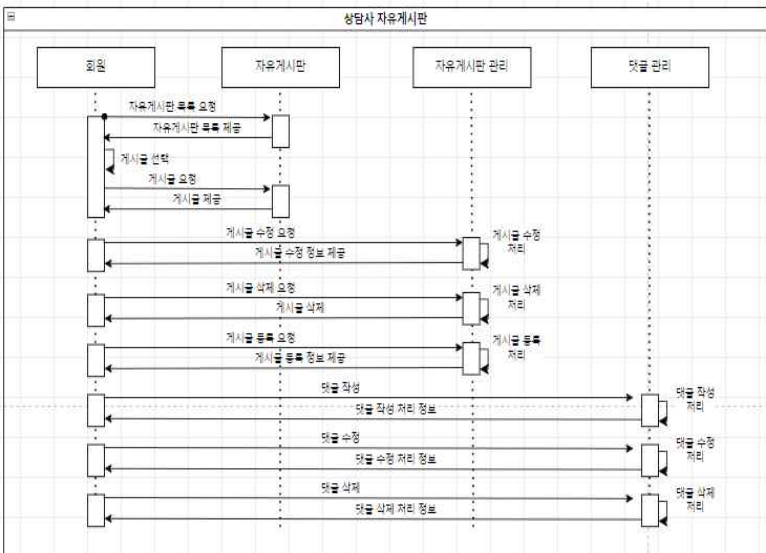 상담사 자유게시판
회원
자유게시판
자유게시판 관리
댓글 관리
자유게시판 목록 요청
자유게시판 목록 제공
게시글 선택
게시글 요청
게시글 제공
게시글 수정 요청
게시글 수정 정보 제공
게시글 수정
처리
게시글 삭제 요청
게시글 삭제
게시글 삭제
처리
게시글 등록 요청
게시글 등록 정보 제공
게시글 등록
처리
댓글 작성
댓글 작성 처리 정보
댓글 작성
처리
댓글 수정
댓글 수정 처리 정보
댓글 수정
처리
댓글 삭제
댓글 삭제 처리 정보
댓글 삭제
처리